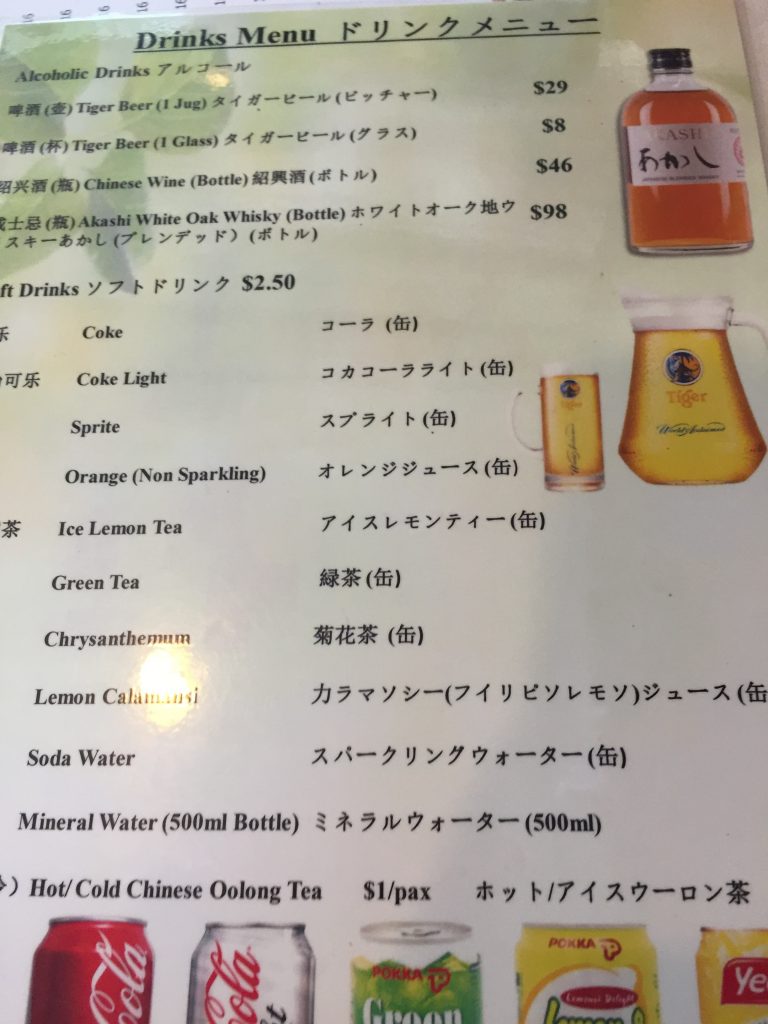 Drinks Menu ドリンクメニュー
Alcoholic Drinks アルコール
啤酒 (壶) Tiger Beer (1 Jug) タイガービール (ピッチャー) $29
啤酒 (杯) Tiger Beer (1 Glass) タイガービール (グラス) $8
绍兴酒 (瓶) Chinese Wine (Bottle) 紹興酒 (ボトル) $46
士忌 (瓶) Akashi White Oak Whisky (Bottle) ホワイトオーク地ウ $98
スキーあかし (ブレンデッド) (ボトル)
ft Drinks ソフトドリンク $2.50
乐 Coke コーラ (缶)
可乐 Coke Light コカコーラライト (缶)
Sprite スプライト (缶)
Orange (Non Sparkling) オレンジジュース (缶)
茶 Ice Lemon Tea アイスレモンティー (缶)
Green Tea 緑茶 (缶)
Chrysanthemum 菊花茶 (缶)
Lemon Calamansi 力ラマソシー(フイリピソレモソ)ジュース (缶
Soda Water スパークリングウォーター (缶)
Mineral Water (500ml Bottle) ミネラルウォーター (500ml)
) Hot/ Cold Chinese Oolong Tea $1/pax ホット/アイスウーロン茶
KASH
あかし
JAPANESE BLENDED WHISKY
Tiger
Tiger
World Acclaimed
Cola
Cola
POKKA
Green
POKKA
Lemon
Yeo